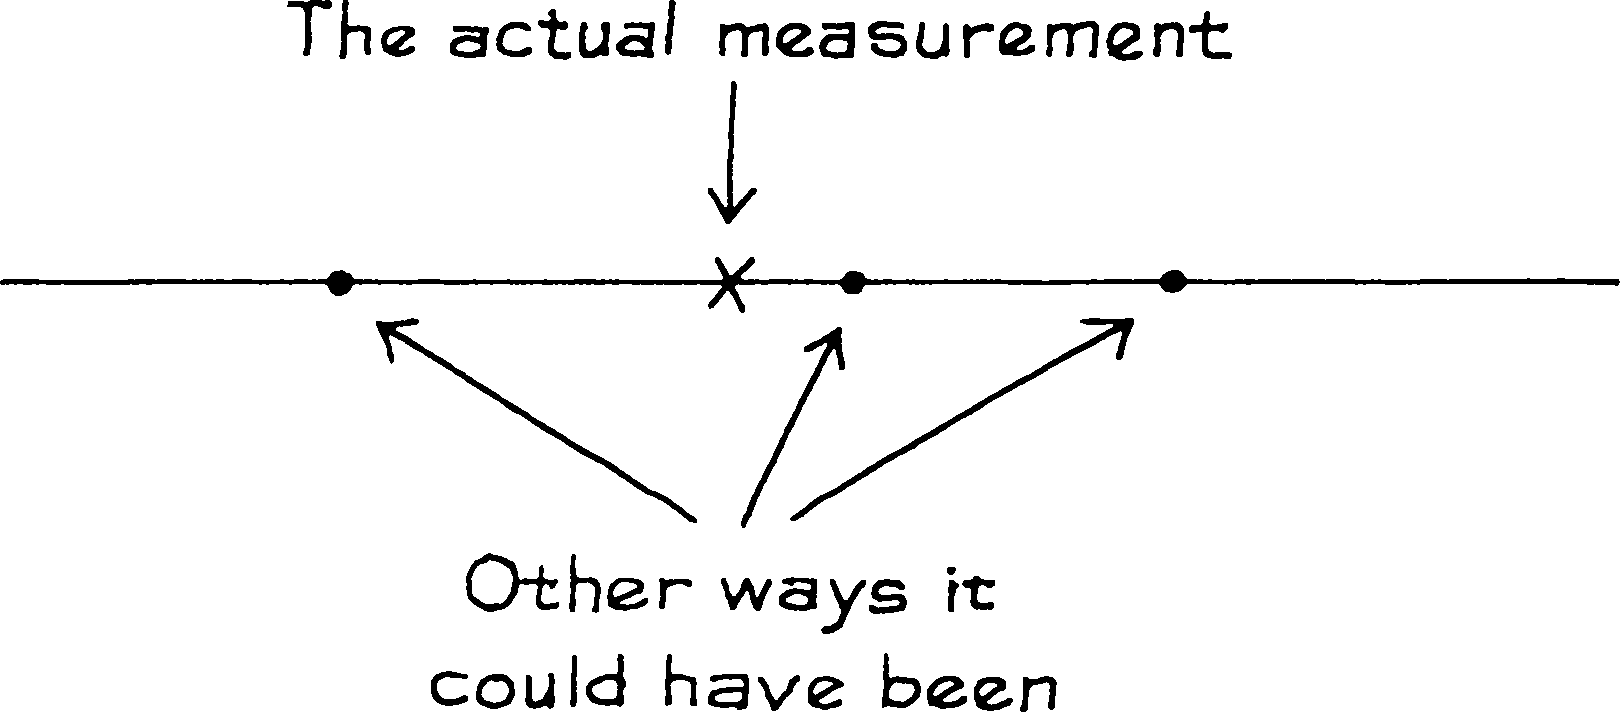 The actual measurement
Other ways it
could have been